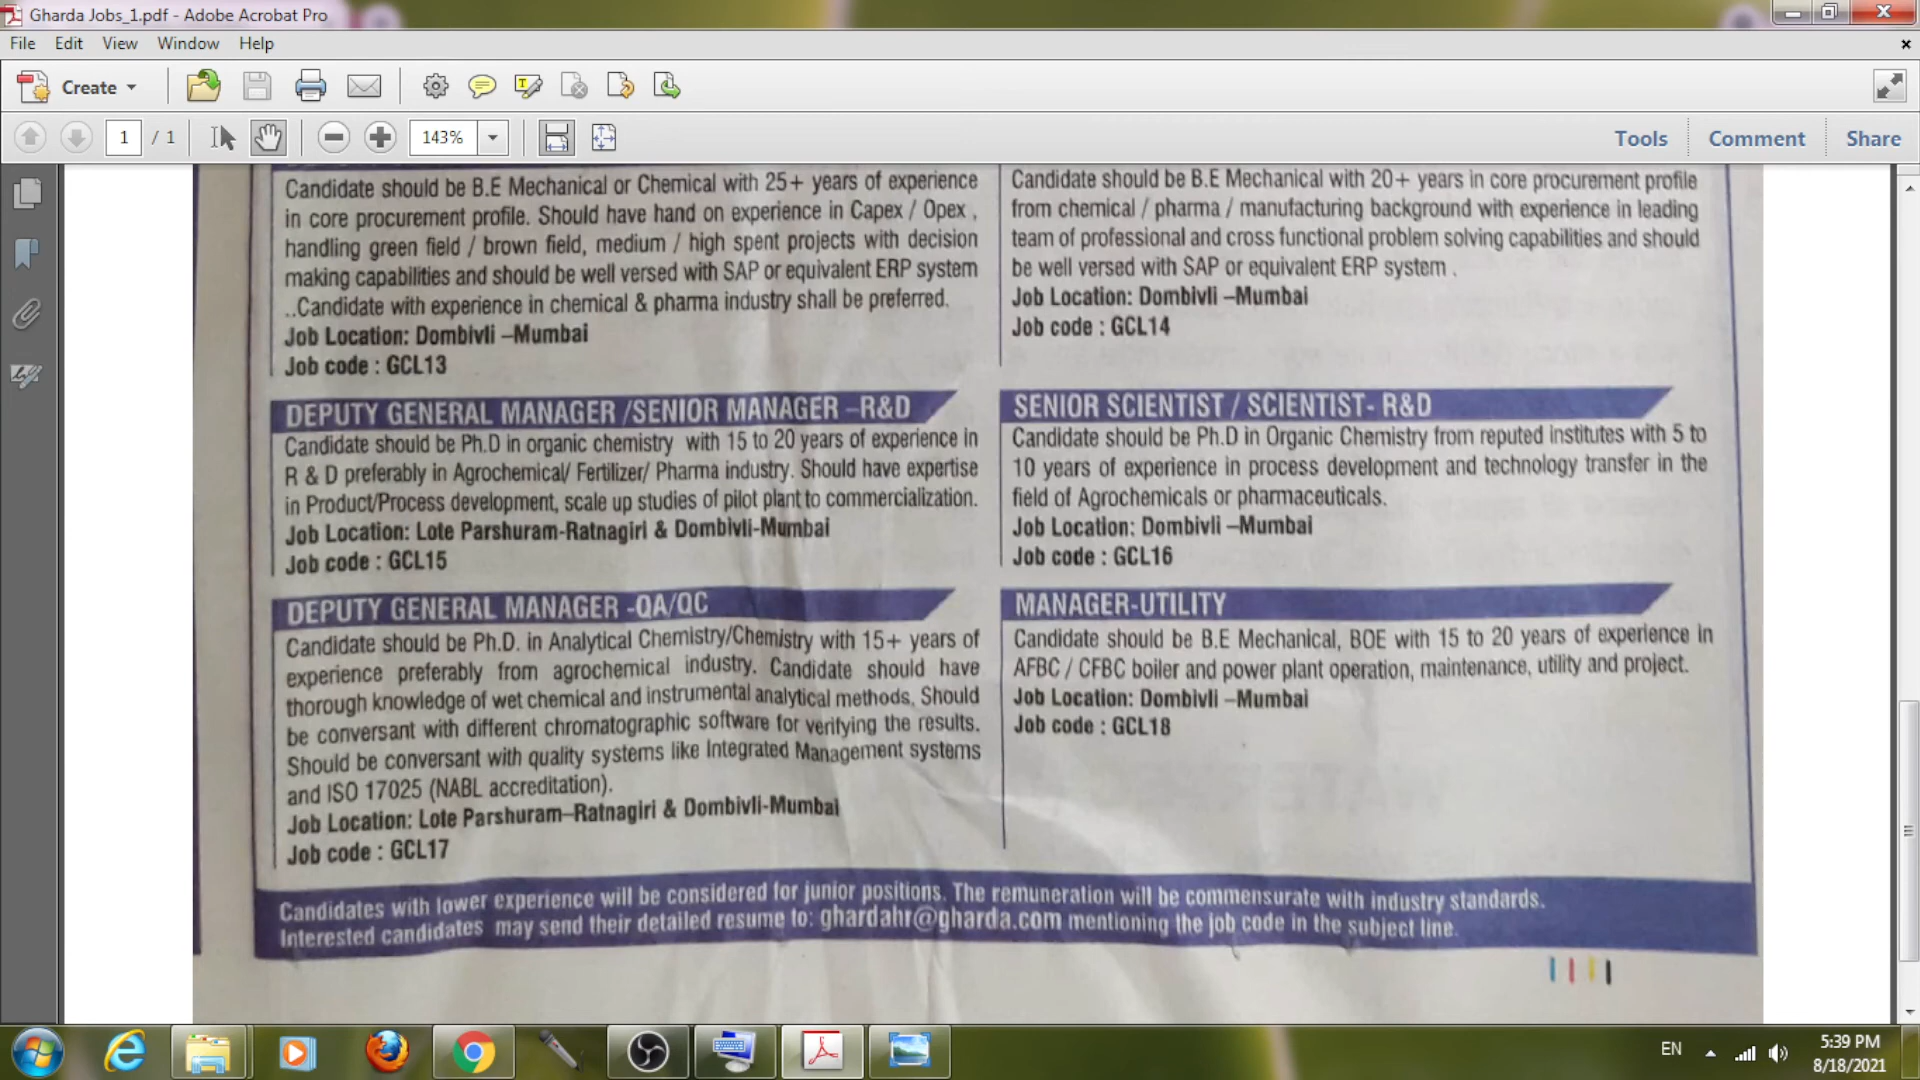 Gharda Jobs_1.pdf - Adobe Acrobat Pro
File Edit View Window Help
Create
1 / 1
143%
Tools Comment Share
Candidate should be B.E Mechanical or Chemical with 25+ years of experience
in core procurement profile. Should have hand on experience in Capex / Opex ,
handling green field / brown field, medium / high spent projects with decision
making capabilities and should be well versed with SAP or equivalent ERP system
..Candidate with experience in chemical & pharma industry shall be preferred.
Job Location: Dombivli –Mumbai
Job code : GCL13
Candidate should be B.E Mechanical with 20+ years in core procurement profile
from chemical / pharma / manufacturing background with experience in leading
team of professional and cross functional problem solving capabilities and should
be well versed with SAP or equivalent ERP system .
Job Location: Dombivli –Mumbai
Job code : GCL14
DEPUTY GENERAL MANAGER /SENIOR MANAGER –R&D
Candidate should be Ph.D in organic chemistry with 15 to 20 years of experience in
R & D preferably in Agrochemical/ Fertilizer/ Pharma industry. Should have expertise
in Product/Process development, scale up studies of pilot plant to commercialization.
Job Location: Lote Parshuram-Ratnagiri & Dombivli-Mumbai
Job code : GCL15
SENIOR SCIENTIST / SCIENTIST- R&D
Candidate should be Ph.D in Organic Chemistry from reputed institutes with 5 to
10 years of experience in process development and technology transfer in the
field of Agrochemicals or pharmaceuticals.
Job Location: Dombivli –Mumbai
Job code : GCL16
DEPUTY GENERAL MANAGER -QA/QC
Candidate should be Ph.D. in Analytical Chemistry/Chemistry with 15+ years of
experience preferably from agrochemical industry. Candidate should have
thorough knowledge of wet chemical and instrumental analytical methods. Should
be conversant with different chromatographic software for verifying the results.
Should be conversant with quality systems like Integrated Management systems
and ISO 17025 (NABL accreditation).
Job Location: Lote Parshuram–Ratnagiri & Dombivli-Mumbai
Job code : GCL17
MANAGER-UTILITY
Candidate should be B.E Mechanical, BOE with 15 to 20 years of experience in
AFBC / CFBC boiler and power plant operation, maintenance, utility and project.
Job Location: Dombivli –Mumbai
Job code : GCL18
Candidates with lower experience will be considered for junior positions. The remuneration will be commensurate with industry standards.
Interested candidates may send their detailed resume to: ghardahr@gharda.com mentioning the job code in the subject line.
EN
5:39 PM
8/18/2021